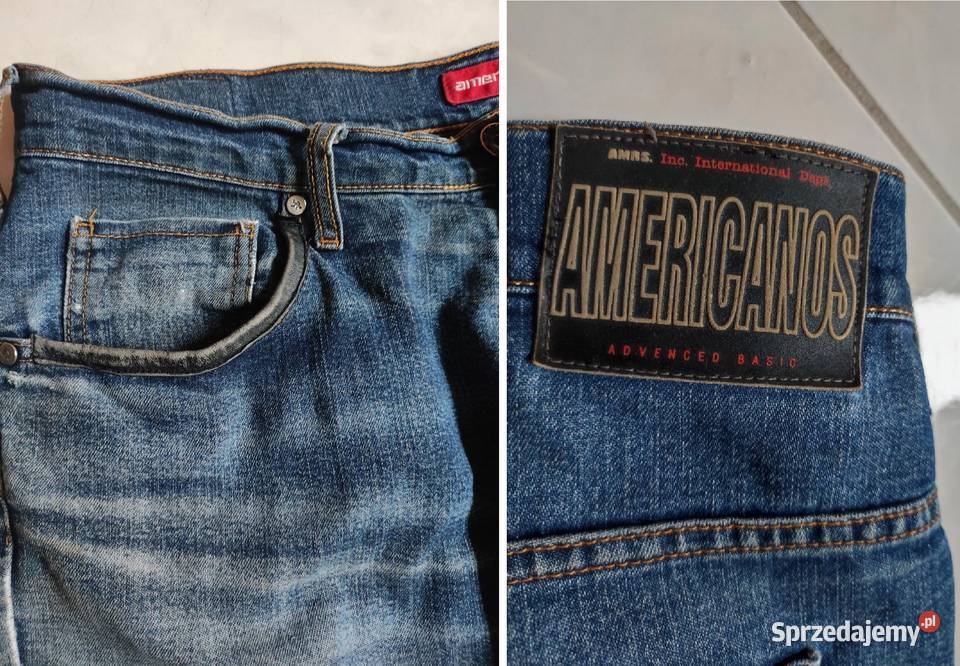 amer
AMRS. Inc. International Dept.
AMERICANOS
ADVENCED BASIC
Sprzedajemy.pl